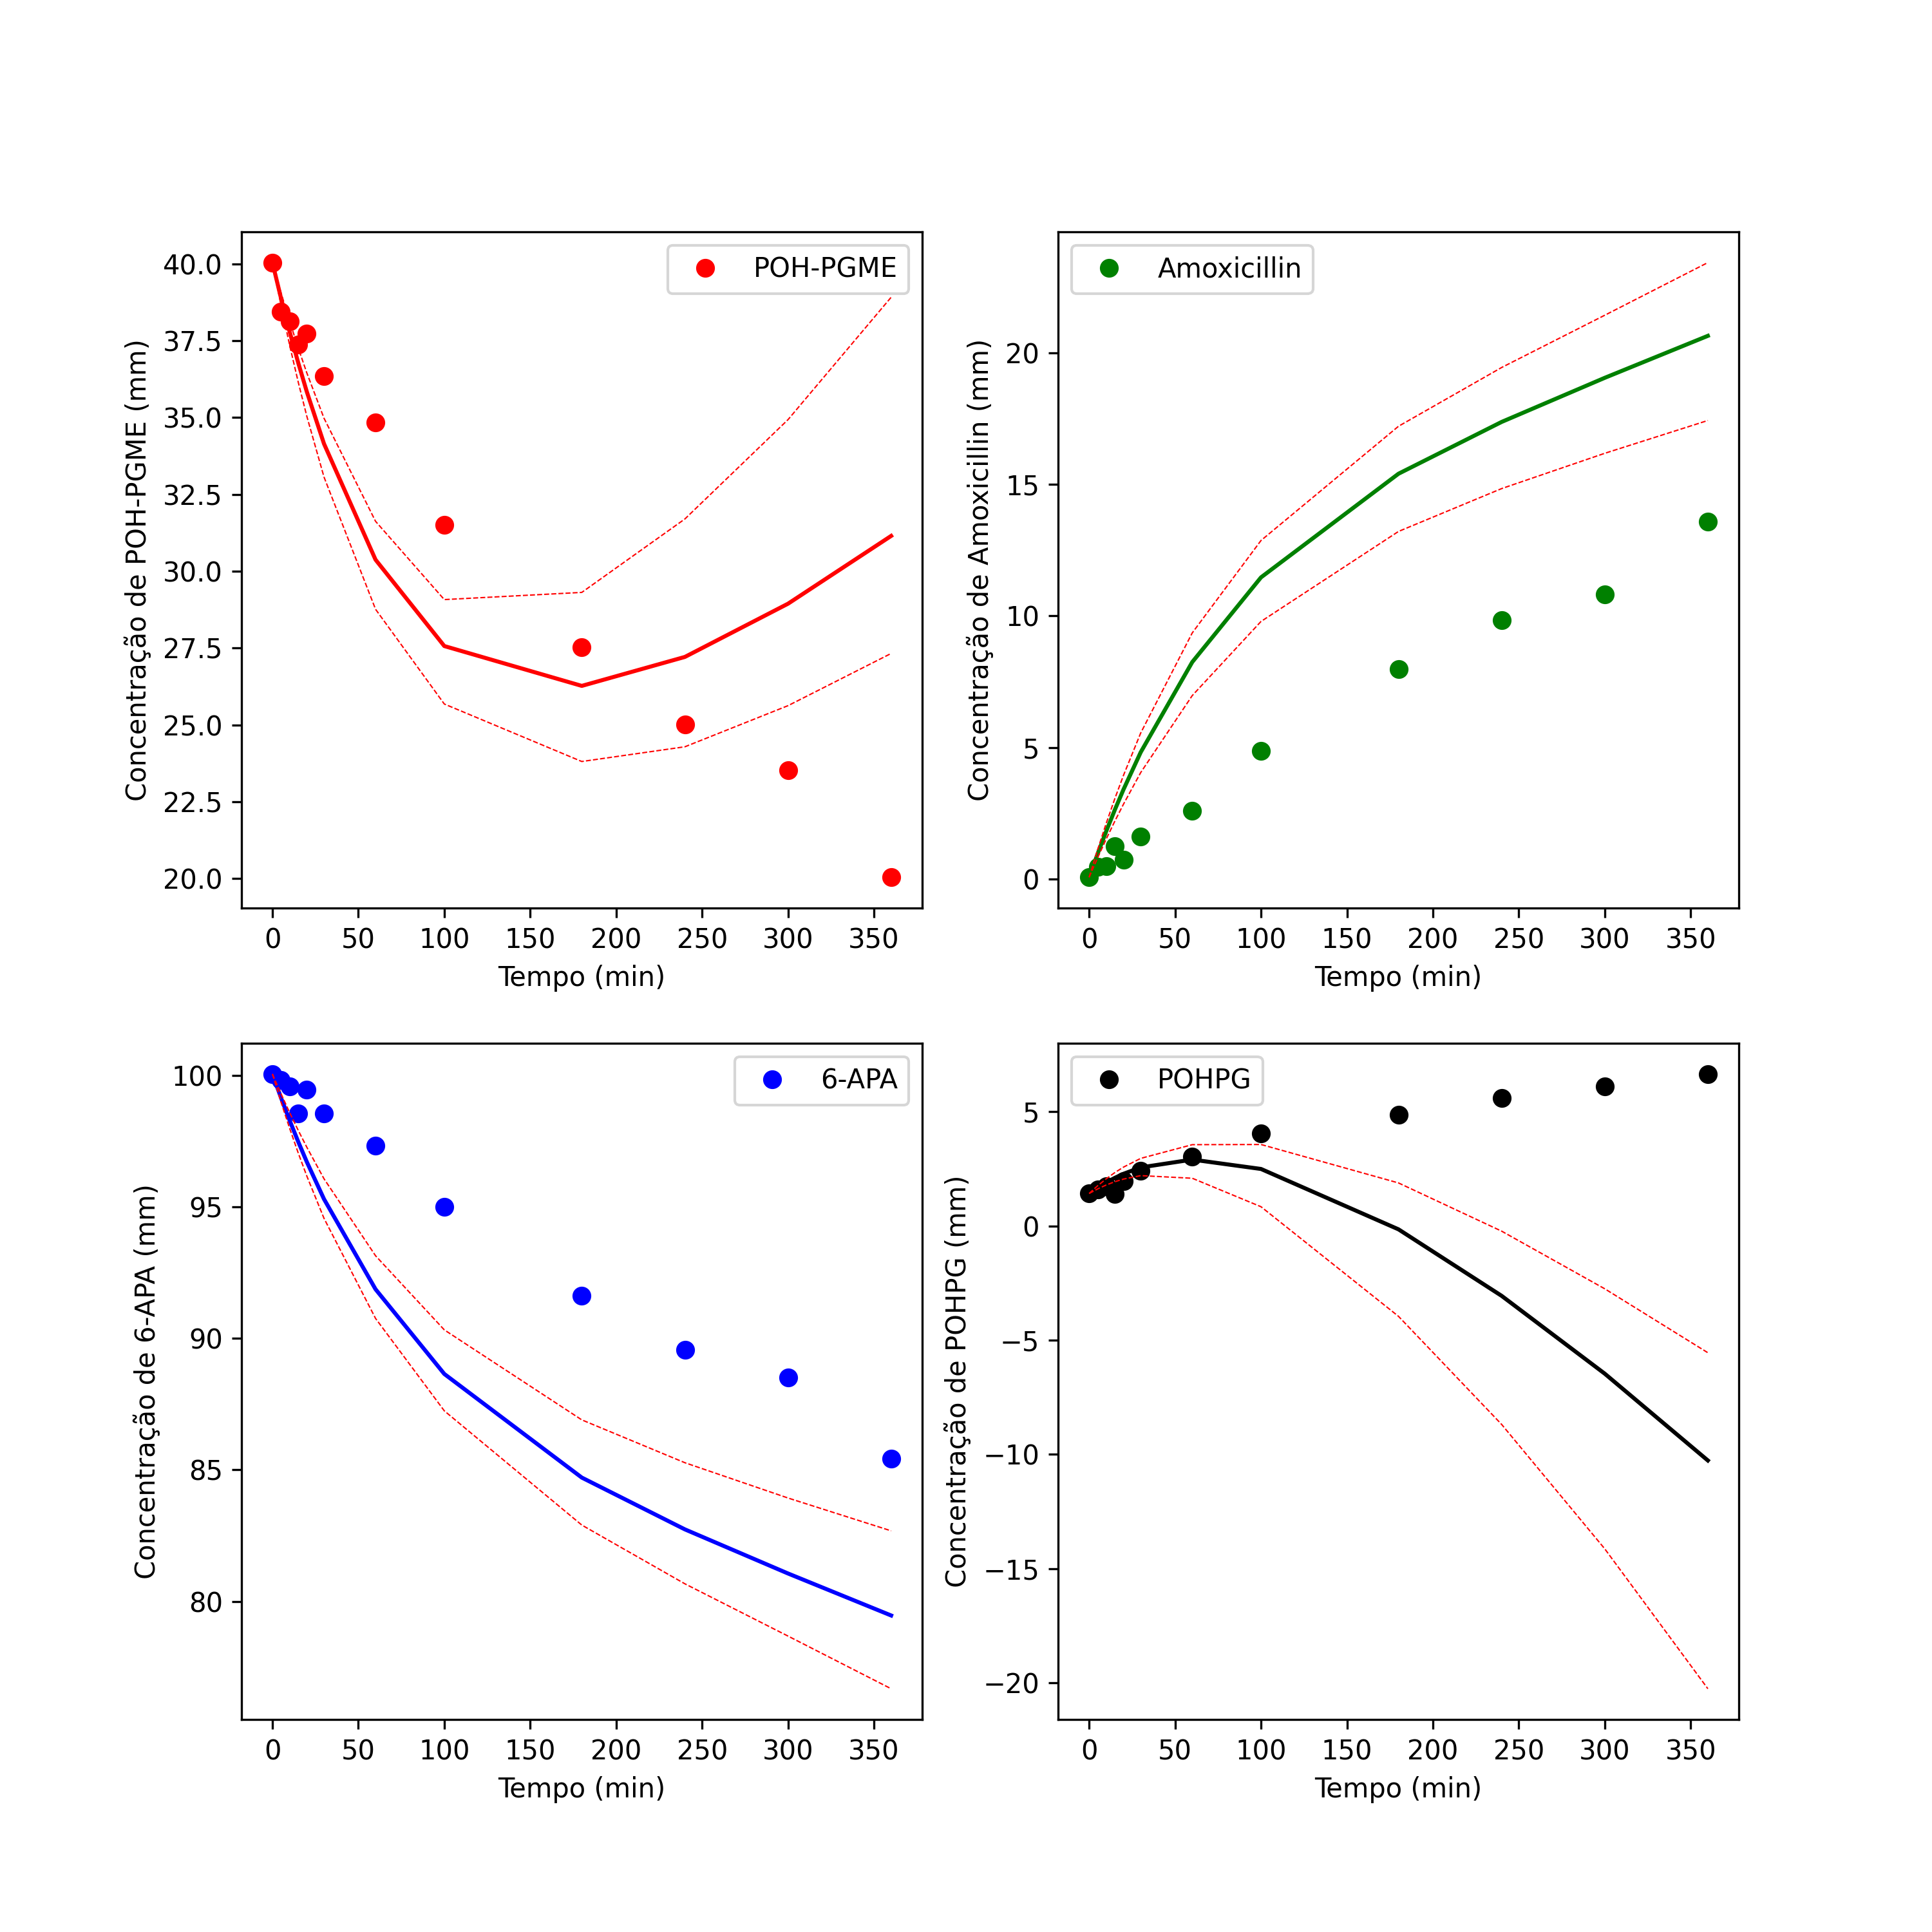 POH-PGME
Concentração de POH-PGME (mm)
40.0
37.5
35.0
32.5
30.0
27.5
25.0
22.5
20.0
0 50 100 150 200 250 300 350
Tempo (min)
Amoxicillin
Concentração de Amoxicillin (mm)
20
15
10
5
0
0 50 100 150 200 250 300 350
Tempo (min)
6-APA
Concentração de 6-APA (mm)
100
95
90
85
80
0 50 100 150 200 250 300 350
Tempo (min)
POHPG
Concentração de POHPG (mm)
5
0
−5
−10
−15
−20
0 50 100 150 200 250 300 350
Tempo (min)